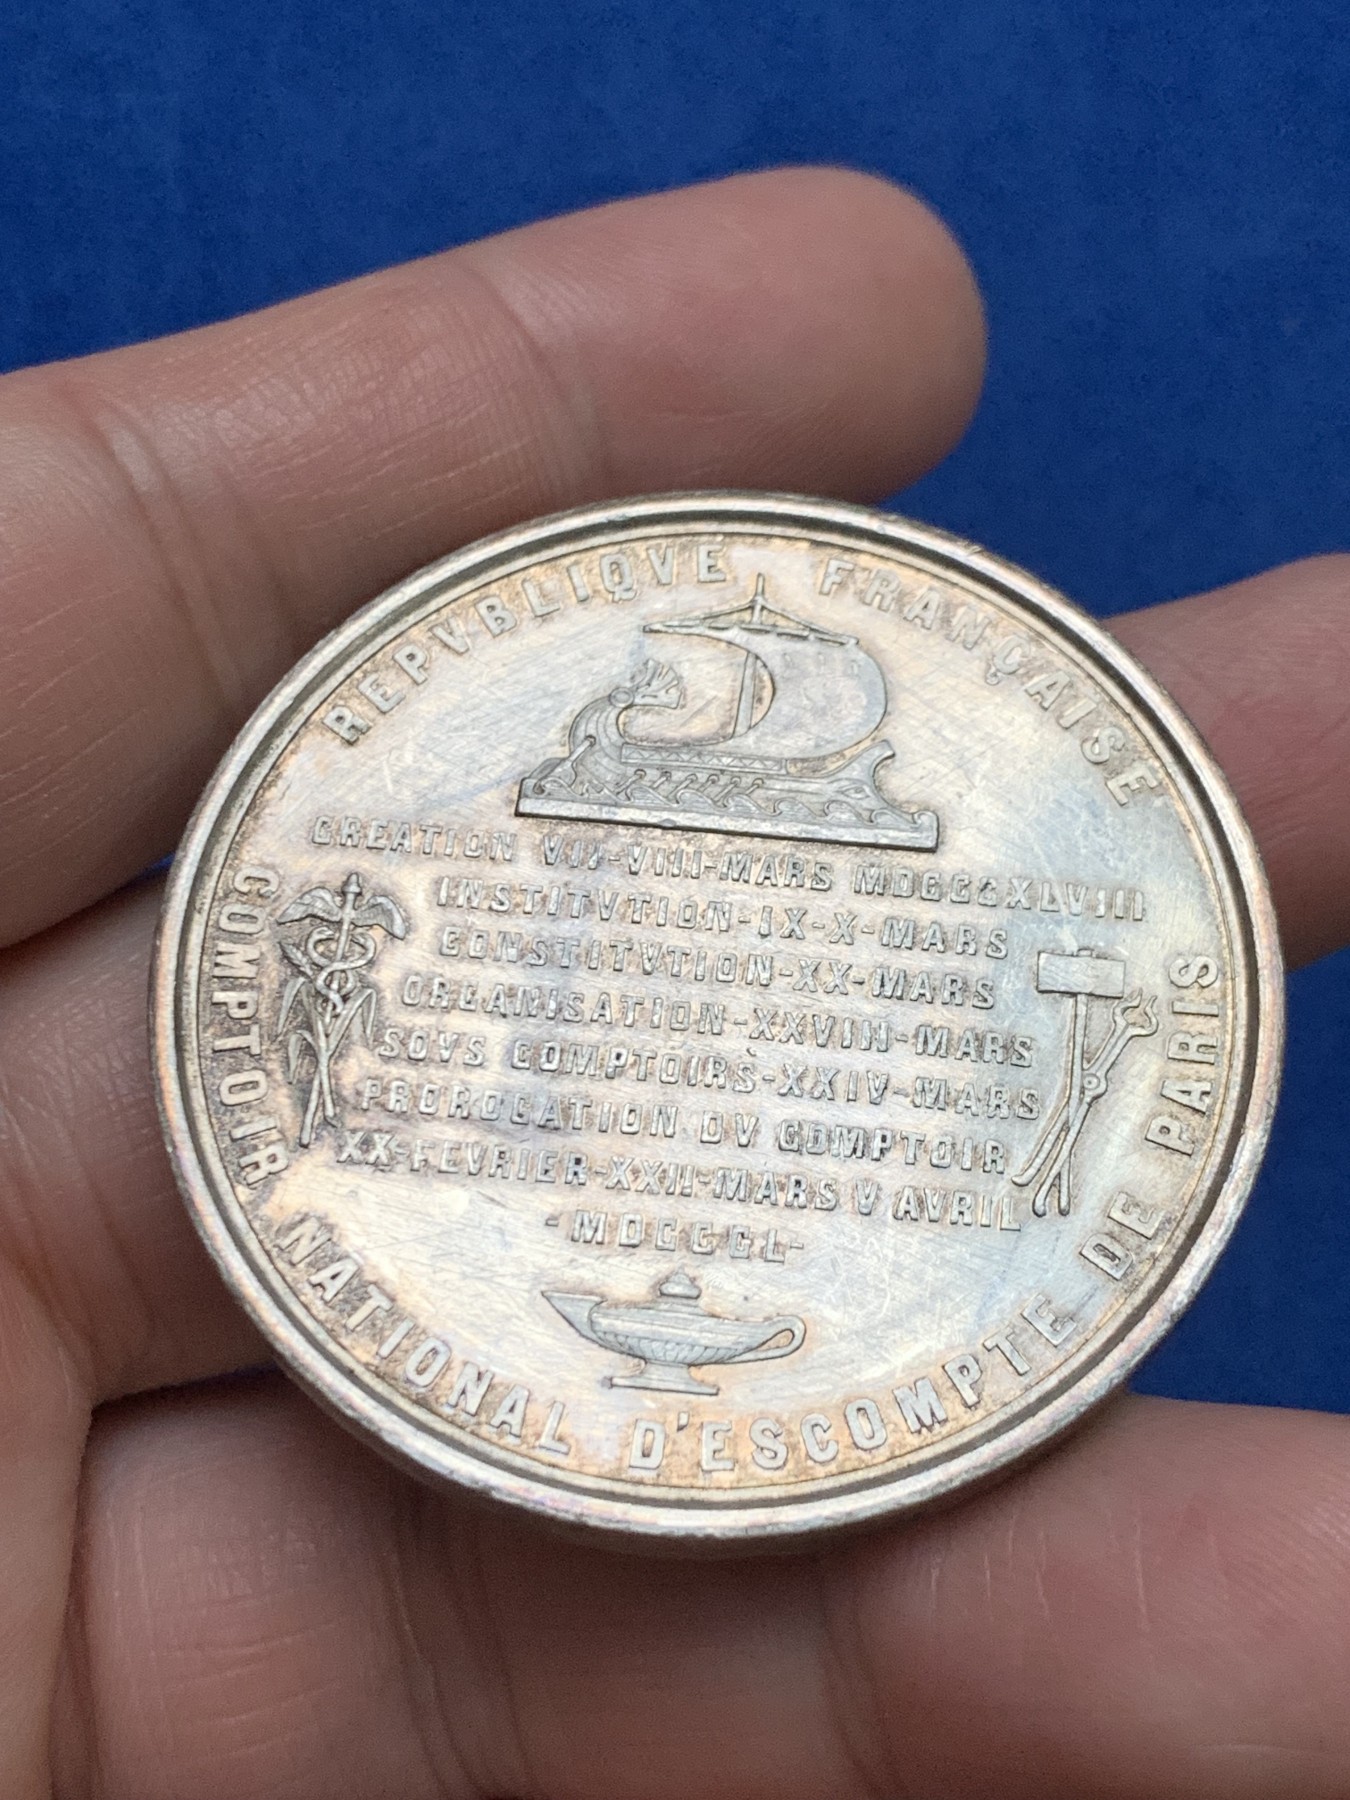 REPVBLIQVE FRANÇAISE
CREATION VII-VIII-MARS MDCCCXLVIII
INSTITVTION-IX-X-MARS
CONSTITVTION-XX-MARS
ORGANISATION-XXVIII-MARS
SOVS COMPTOIRS-XXIV-MARS
PROROGATION DV COMPTOIR
XX-FEVRIER-XXII-MARS V AVRIL
-MDCCCL-
COMPTOIR NATIONAL D'ESCOMPTE DE PARIS